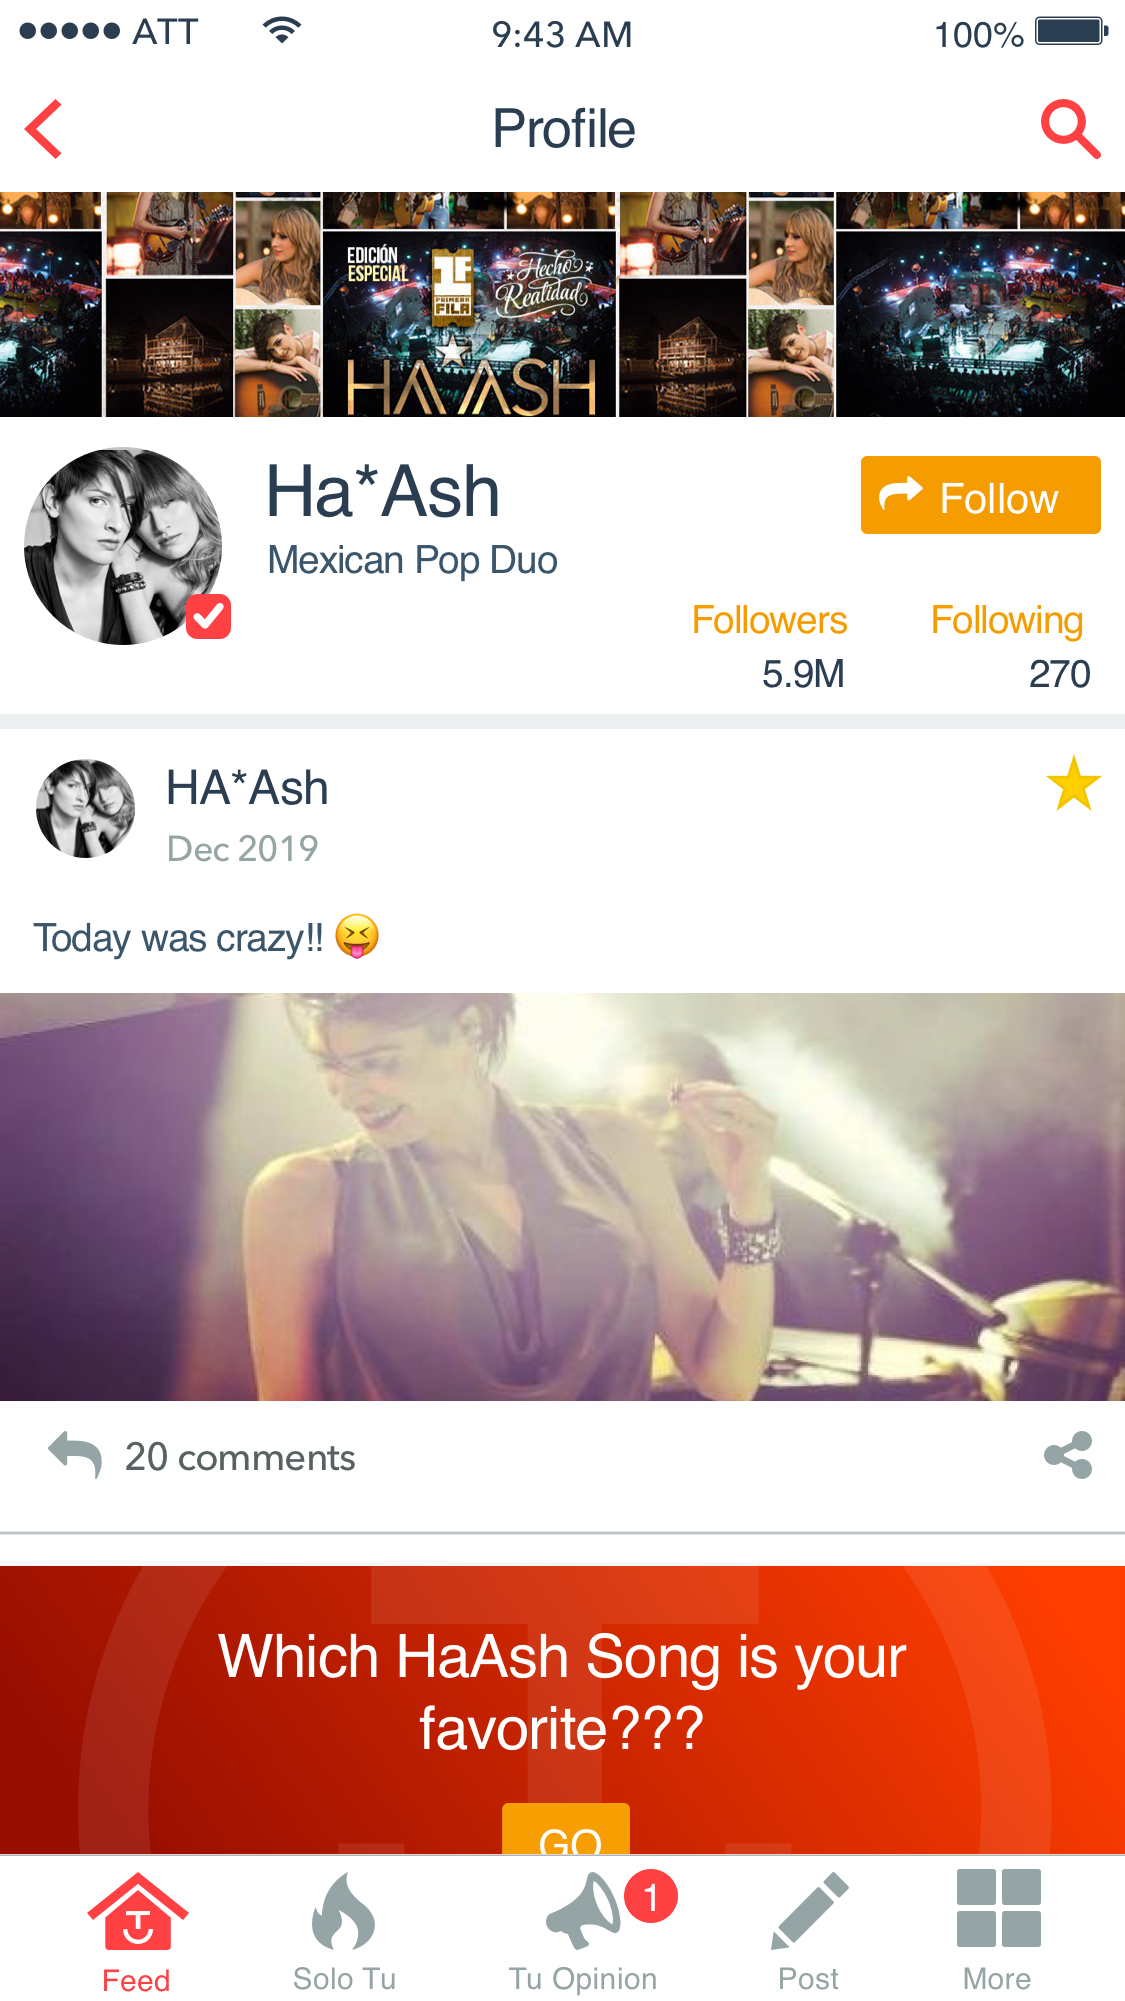 ATT
9:43 AM
100%
Profile
EDICIÓN
ESPECIAL
1F
PRIMERA
FILA
Hecho
Realidad
HA ASH
Ha*Ash
Follow
Mexican Pop Duo
Followers
Following
5.9M
270
HA*Ash
Dec 2019
Today was crazy!! 😝
20 comments
Which HaAsh Song is your
favorite???
GO
1
Feed
Solo Tu
Tu Opinion
Post
More